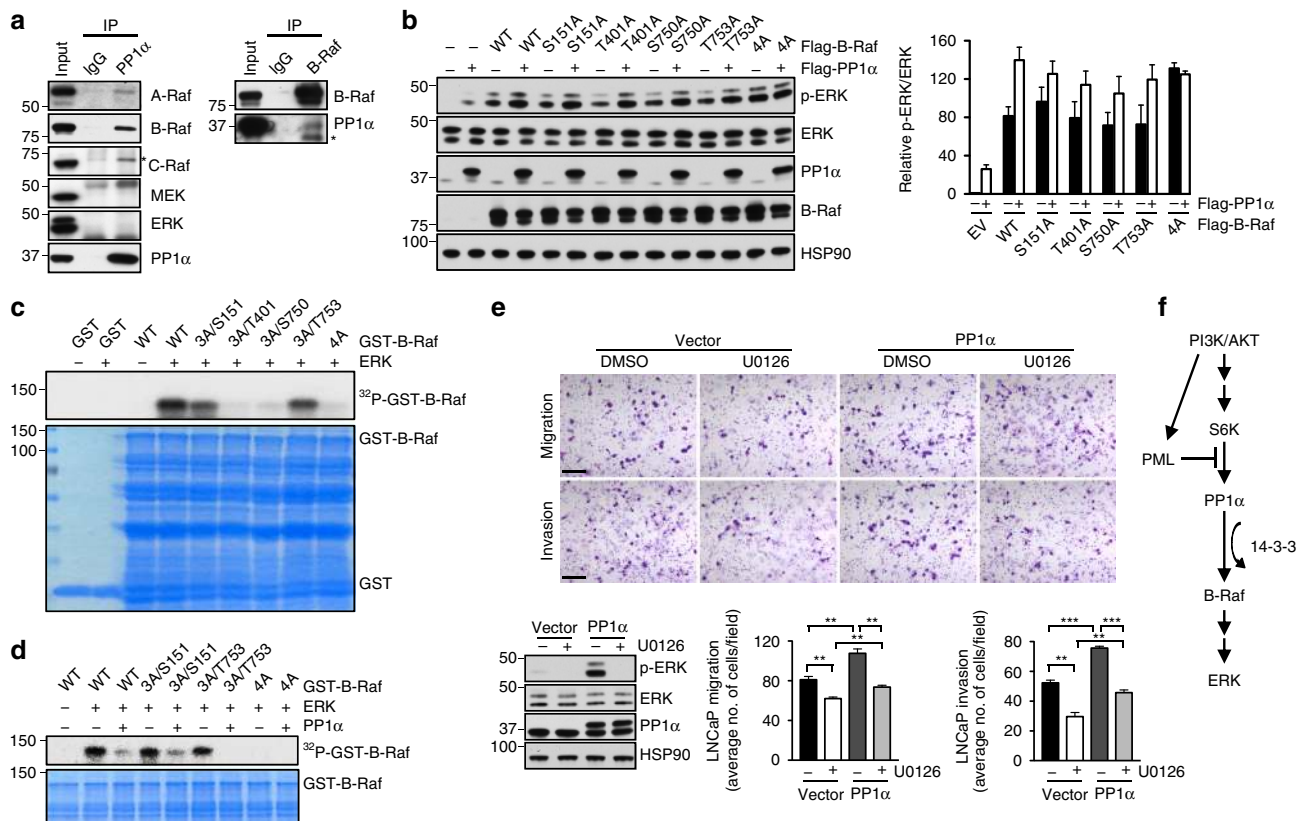 a
IP
IP
Input
IgG
PP1α
Input
IgG
B-Raf
50
A-Raf
75
B-Raf
75
* C-Raf
50
MEK
50
ERK
37
PP1α
75
B-Raf
37
PP1α
*
b
– – WT WT S151A S151A T401A T401A S750A S750A T753A T753A 4A 4A Flag-B-Raf
– + – + – + – + – + – + – + Flag-PP1α
50
p-ERK
50
ERK
37
PP1α
75
B-Raf
100
HSP90
Relative p-ERK/ERK
160
120
80
40
0
– + – + – + – + – + – + – + Flag-PP1α
EV WT S151A T401A S750A T753A 4A Flag-B-Raf
c
GST GST WT WT 3A/S151 3A/T401 3A/S750 3A/T753 4A GST-B-Raf
– + – + + + + + + ERK
150
32P-GST-B-Raf
150
GST-B-Raf
100
GST
d
WT WT WT 3A/S151 3A/S151 3A/T753 3A/T753 4A 4A GST-B-Raf
– + + + + + + + + ERK
– – + – + – + – + PP1α
150
32P-GST-B-Raf
150
GST-B-Raf
e
Vector PP1α
DMSO U0126 DMSO U0126
Migration
Invasion
Vector PP1α
– + – + U0126
50
p-ERK
50
ERK
37
PP1α
100
HSP90
LNCaP migration
(average no. of cells/field)
120
80
40
0
** ** ** **
– + – + U0126
Vector PP1α
LNCaP invasion
(average no. of cells/field)
80
60
40
20
0
*** *** ** **
– + – + U0126
Vector PP1α
f
PI3K/AKT
S6K
PML
PP1α
14-3-3
B-Raf
ERK